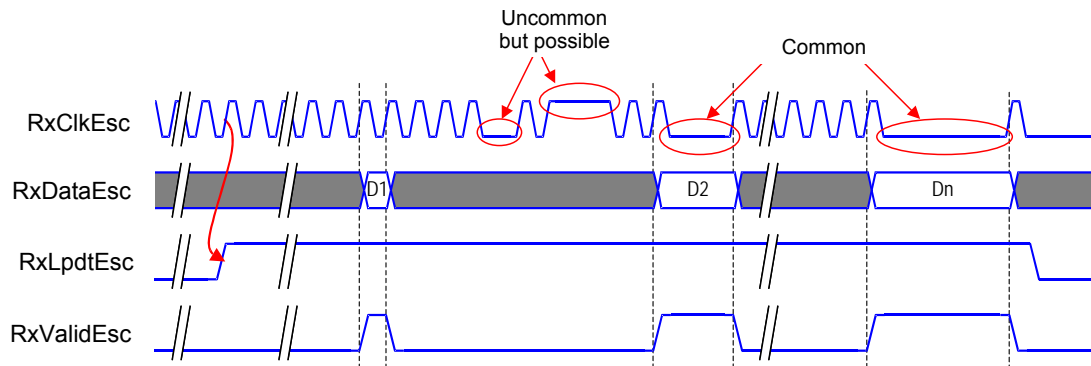 Uncommon
but possible
Common
RxClkEsc
RxDataEsc
D1
D2
Dn
RxLpdtEsc
RxValidEsc